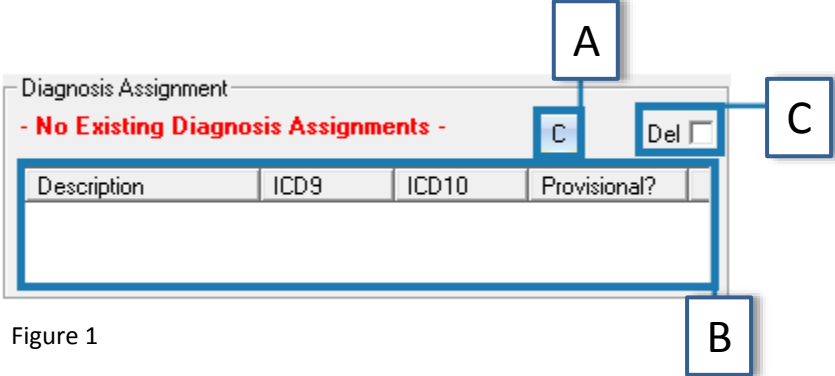 A
Diagnosis Assignment
- No Existing Diagnosis Assignments -
C
Del
C
Description ICD9 ICD10 Provisional?
B
Figure 1